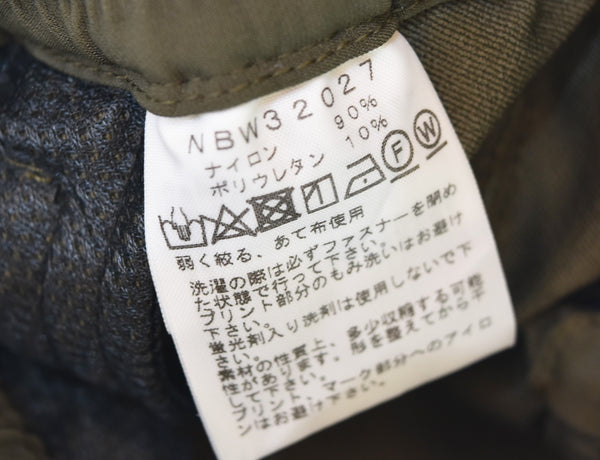 NBW32027
ナイロン 90%
ポリウレタン 10%
F W
弱く絞る、あて布使用
洗濯の際は必ずファスナーを閉め
た状態で行って下さい。
プリント部分のもみ洗いはお避け
下さい。
蛍光剤入り洗剤は使用しないで下
さい。
素材の性質上、多少収縮する可能
性があります。形を整えてから干
して下さい。
プリント、マーク部分へのアイロ
ンはお避け下さい。